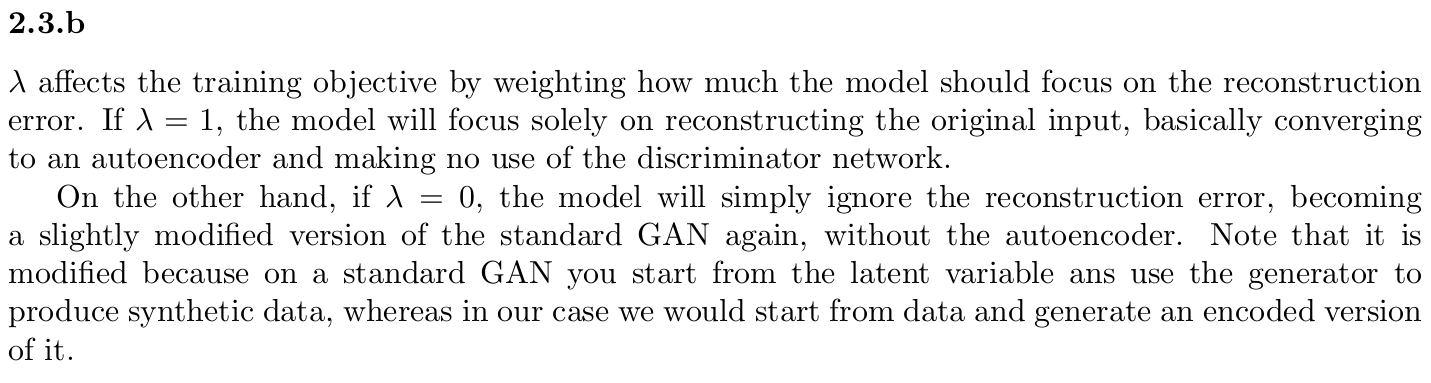 2.3.b
λ affects the training objective by weighting how much the model should focus on the reconstruction
error. If λ = 1, the model will focus solely on reconstructing the original input, basically converging
to an autoencoder and making no use of the discriminator network.
On the other hand, if λ = 0, the model will simply ignore the reconstruction error, becoming
a slightly modified version of the standard GAN again, without the autoencoder. Note that it is
modified because on a standard GAN you start from the latent variable ans use the generator to
produce synthetic data, whereas in our case we would start from data and generate an encoded version
of it.